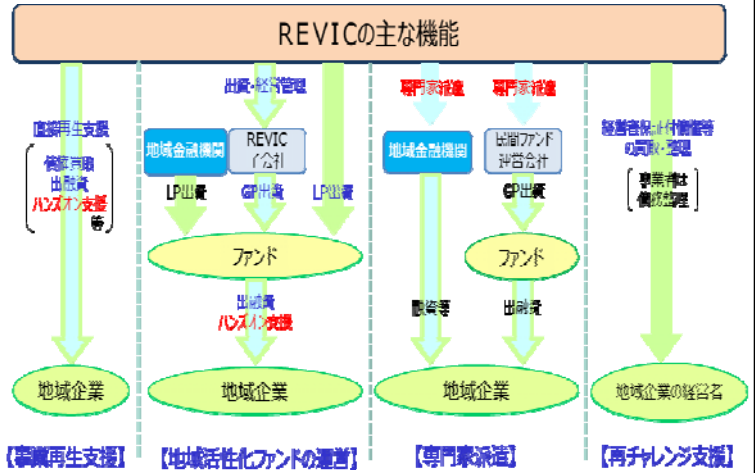 REVICの主な機能
直接再生支援
債権買取
出融資
ハンズオン支援
等
【事業再生支援】
出資・経営管理
地域金融機関
REVIC
子会社
LP出資
GP出資
LP出資
ファンド
出融資
ハンズオン支援
地域企業
地域企業
【地域活性化ファンドの運営】
専門家派遣
専門家派遣
地域金融機関
民間ファンド
運営会社
GP出資
ファンド
融資等
出融資
地域企業
【専門家派遣】
経営者保証付債権等
の買取・整理
事業者は
債務整理
地域企業の経営者
【再チャレンジ支援】